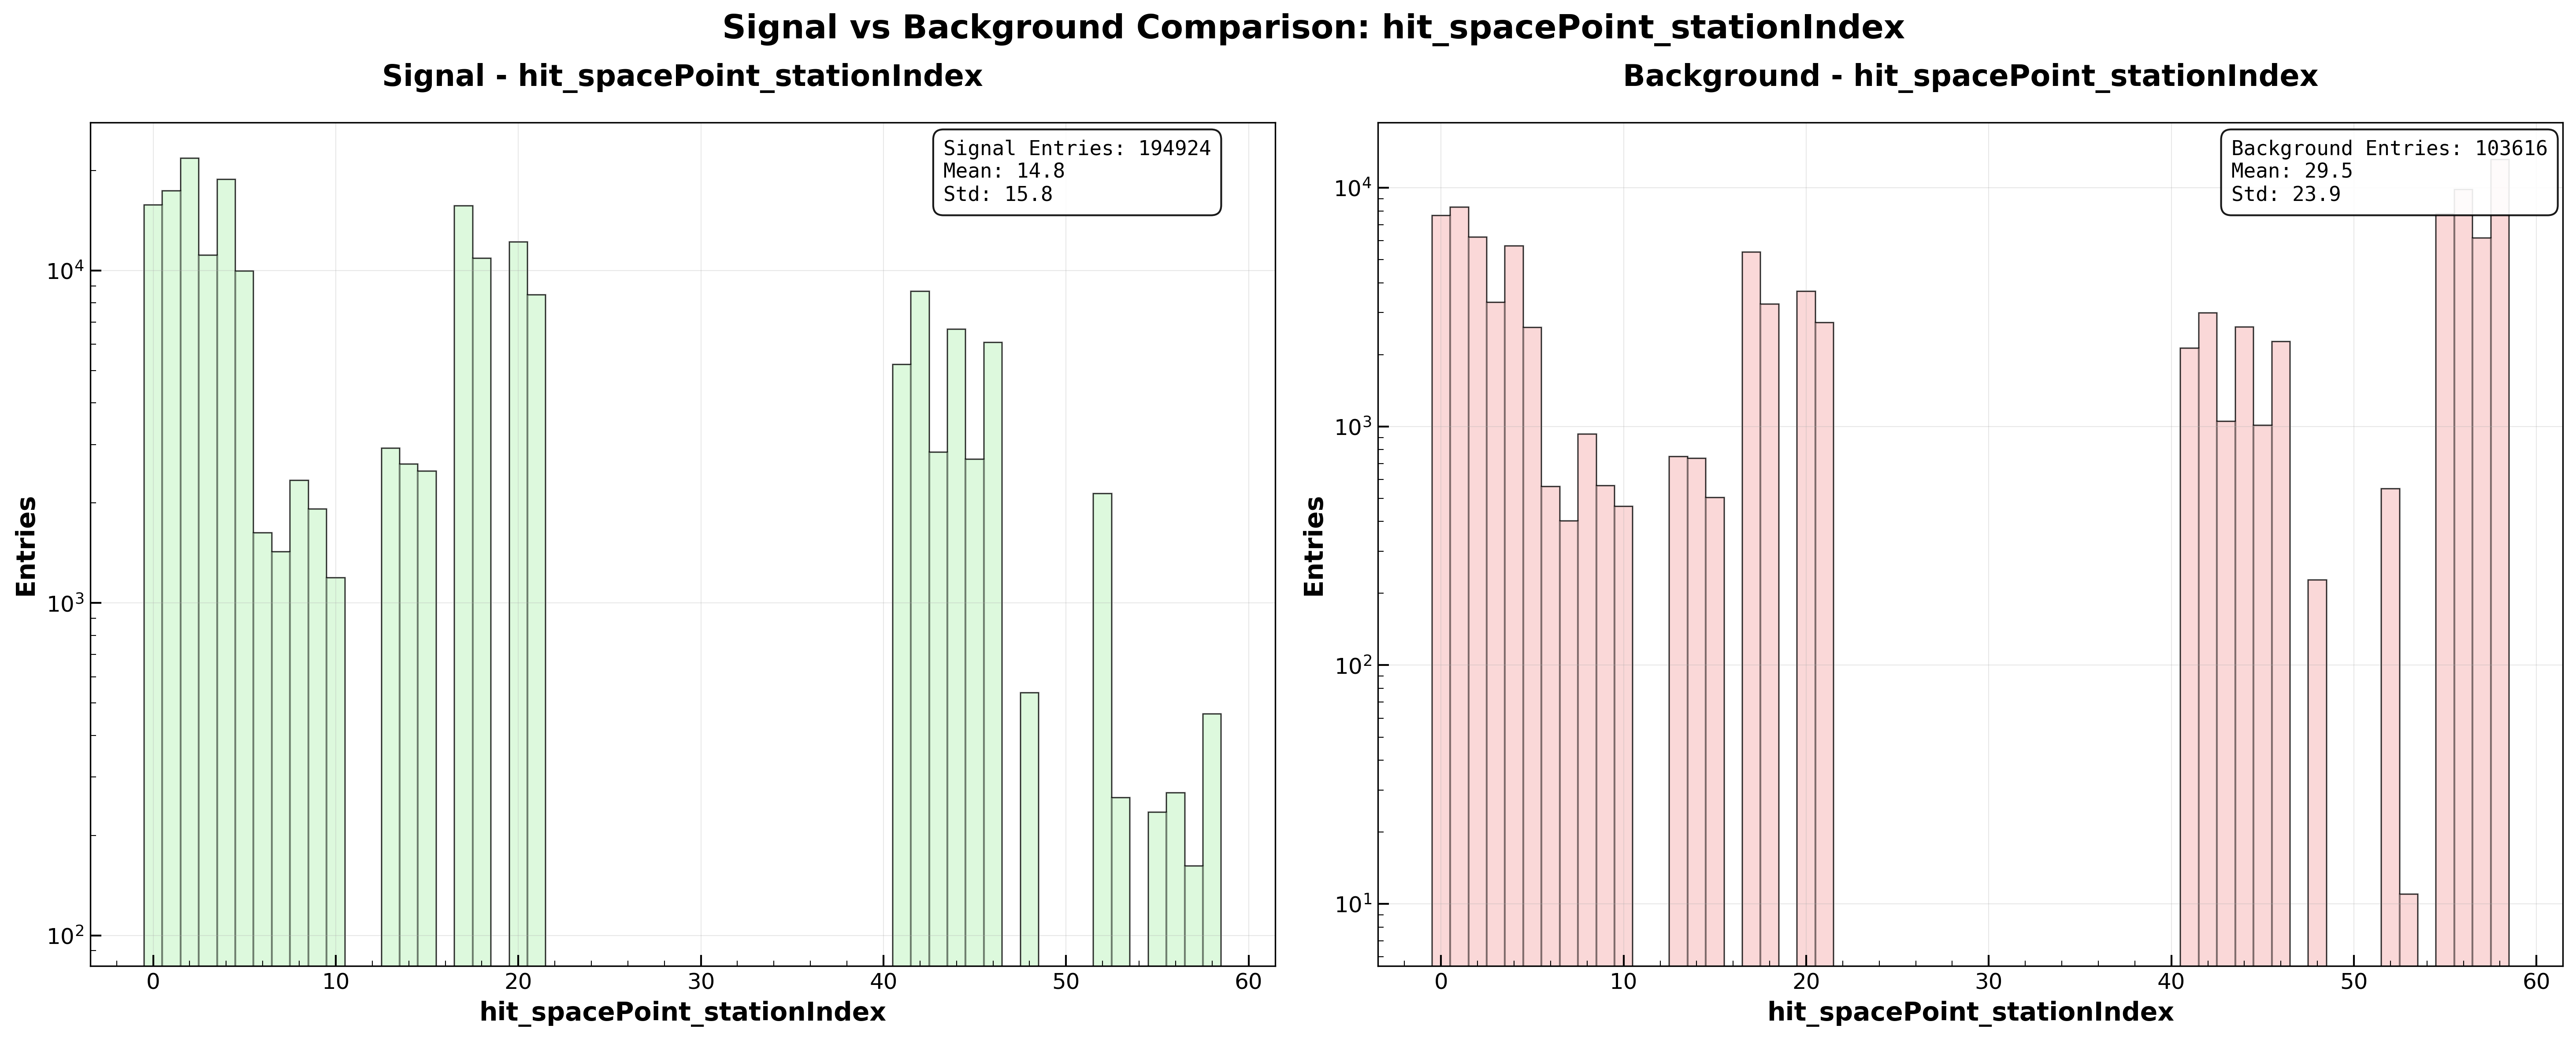 Signal vs Background Comparison: hit_spacePoint_stationIndex
Signal - hit_spacePoint_stationIndex
Signal Entries: 194924
Mean: 14.8
Std: 15.8
10^4
10^3
10^2
Entries
0 10 20 30 40 50 60
hit_spacePoint_stationIndex
Background - hit_spacePoint_stationIndex
Background Entries: 103616
Mean: 29.5
Std: 23.9
10^4
10^3
10^2
10^1
Entries
0 10 20 30 40 50 60
hit_spacePoint_stationIndex